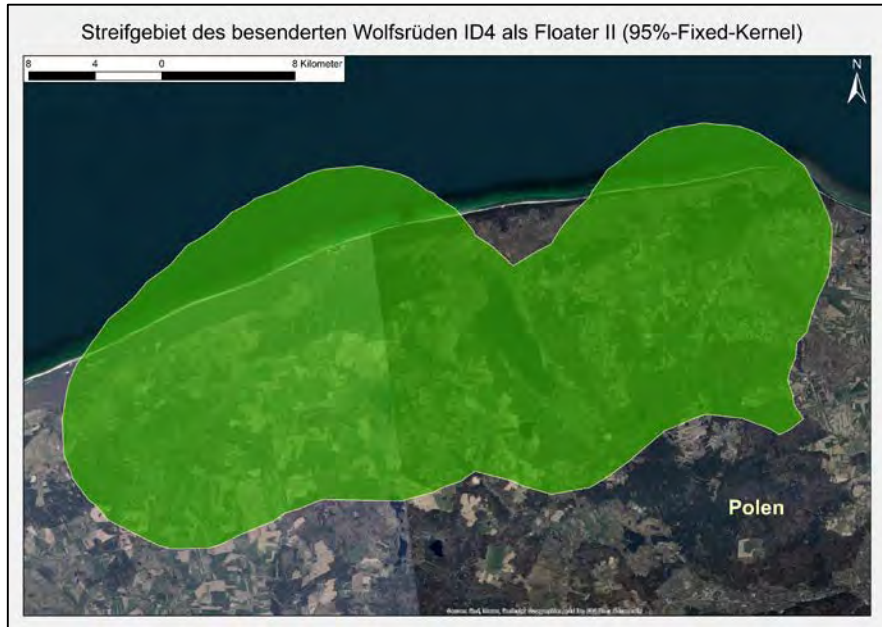 Streifgebiet des besenderten Wolfsrüden ID4 als Floater II (95%-Fixed-Kernel)
8 4 0 8 Kilometer
N
Polen